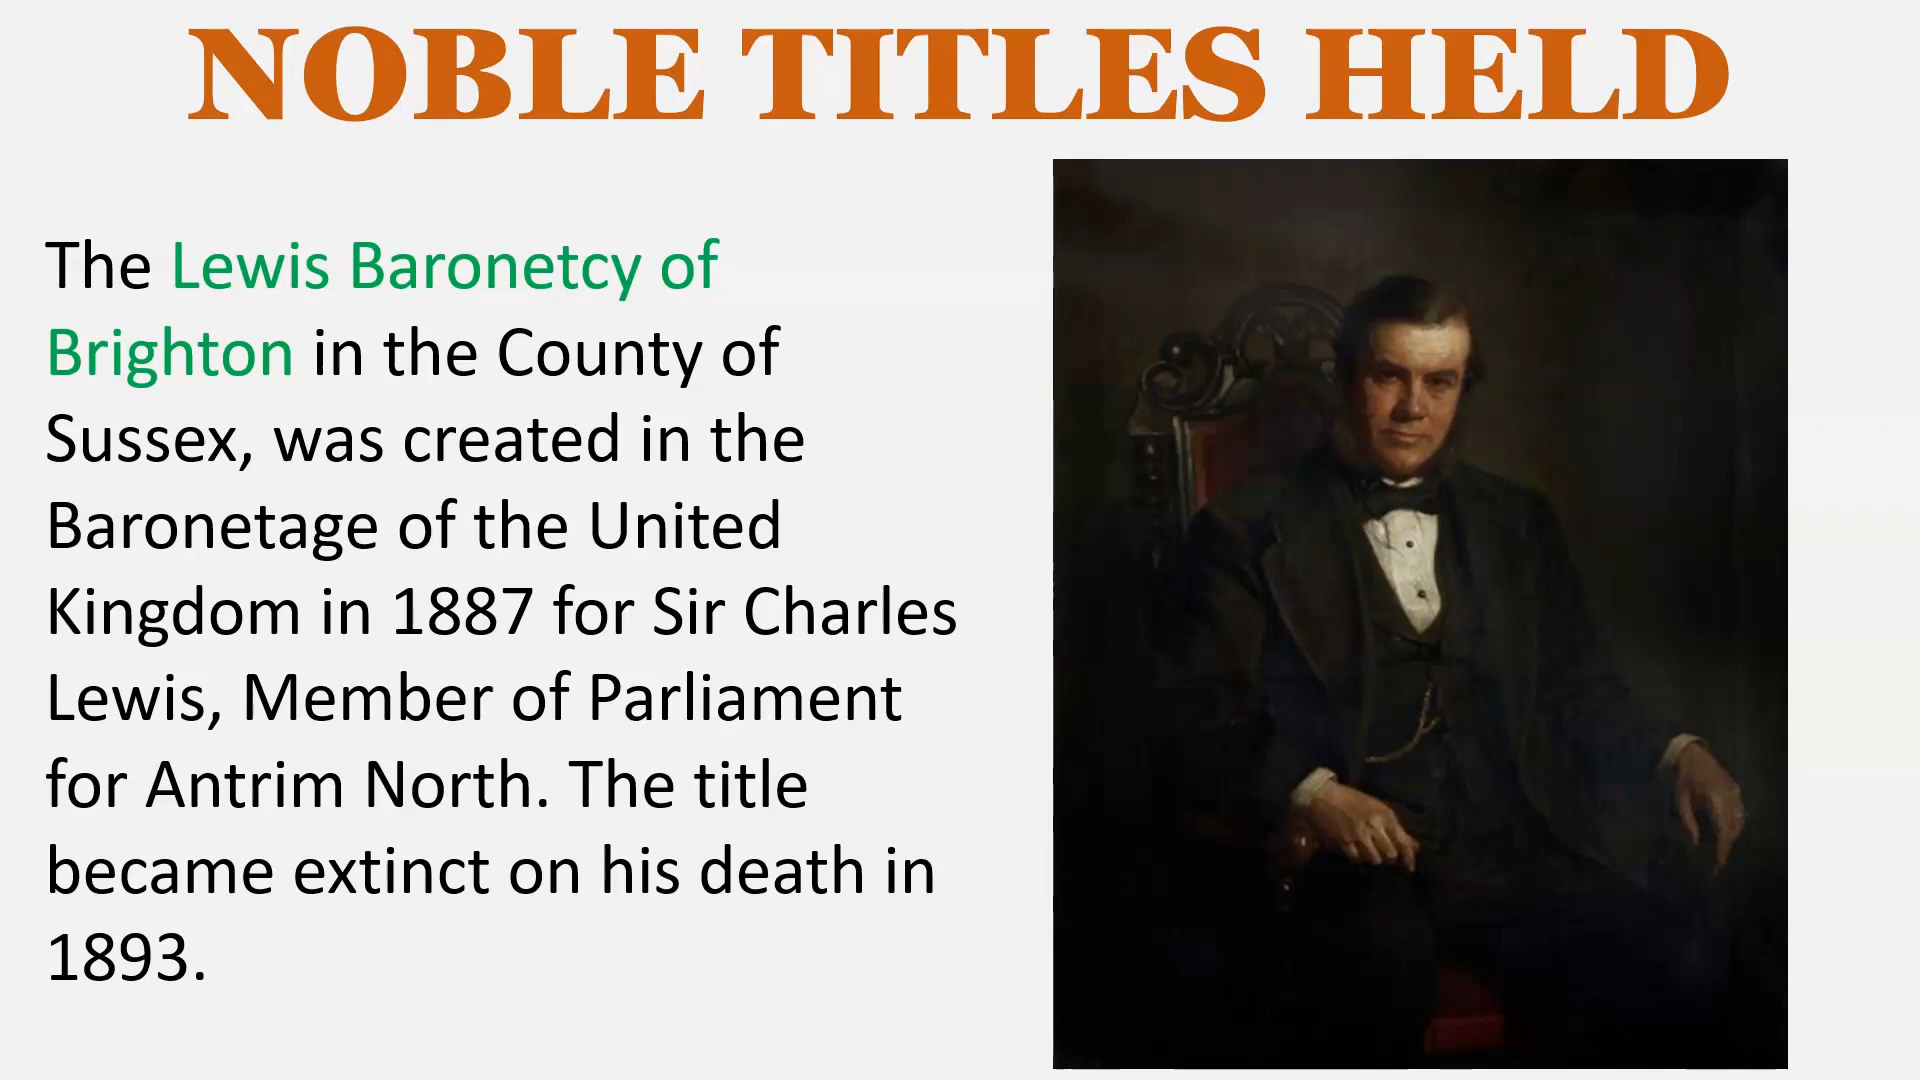 NOBLE TITLES HELD
The Lewis Baronetcy of
Brighton in the County of
Sussex, was created in the
Baronetage of the United
Kingdom in 1887 for Sir Charles
Lewis, Member of Parliament
for Antrim North. The title
became extinct on his death in
1893.